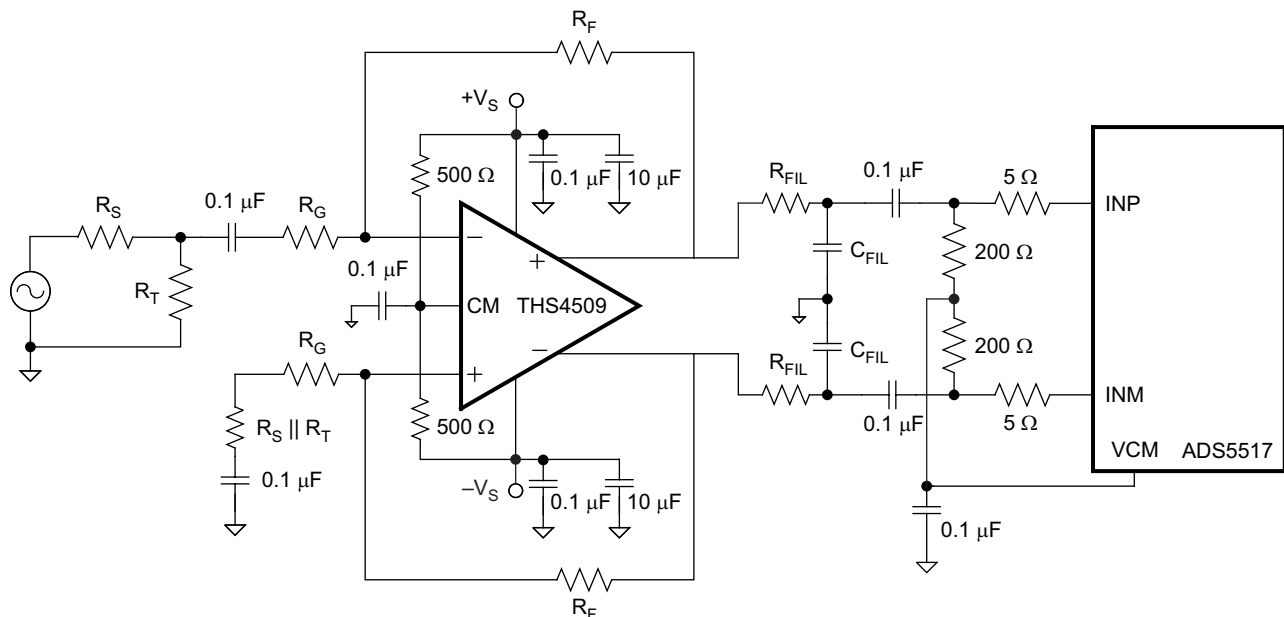 R_F
+V_S
500 Ω
0.1 μF
10 μF
R_S
0.1 μF
R_G
R_T
0.1 μF
CM
THS4509
−
+
+
−
R_G
R_S || R_T
0.1 μF
500 Ω
−V_S
0.1 μF
10 μF
R_F
R_FIL
0.1 μF
5 Ω
INP
C_FIL
200 Ω
C_FIL
200 Ω
R_FIL
0.1 μF
5 Ω
INM
VCM
ADS5517
0.1 μF